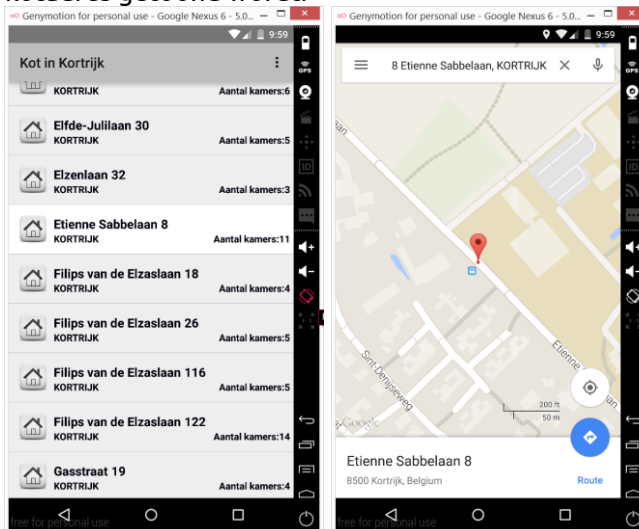 Genymotion for personal use - Google Nexus 6 - 5.0...
9:59
Kot in Kortrijk
KORTRIJK
Aantal kamers:6
Elfde-Julilaan 30
KORTRIJK
Aantal kamers:5
Elzenlaan 32
KORTRIJK
Aantal kamers:3
Etienne Sabbelaan 8
KORTRIJK
Aantal kamers:11
Filips van de Elzaslaan 18
KORTRIJK
Aantal kamers:4
Filips van de Elzaslaan 26
KORTRIJK
Aantal kamers:5
Filips van de Elzaslaan 116
KORTRIJK
Aantal kamers:5
Filips van de Elzaslaan 122
KORTRIJK
Aantal kamers:14
Gasstraat 19
KORTRIJK
Aantal kamers:4
free for personal use
GPS
ID
Genymotion for personal use - Google Nexus 6 - 5.0...
9:59
8 Etienne Sabbelaan, KORTRIJK
Sint-Denijseweg
Etienne
200 ft
50 m
Google
Etienne Sabbelaan 8
8500 Kortrijk, Belgium
Route
free for personal use
GPS
ID